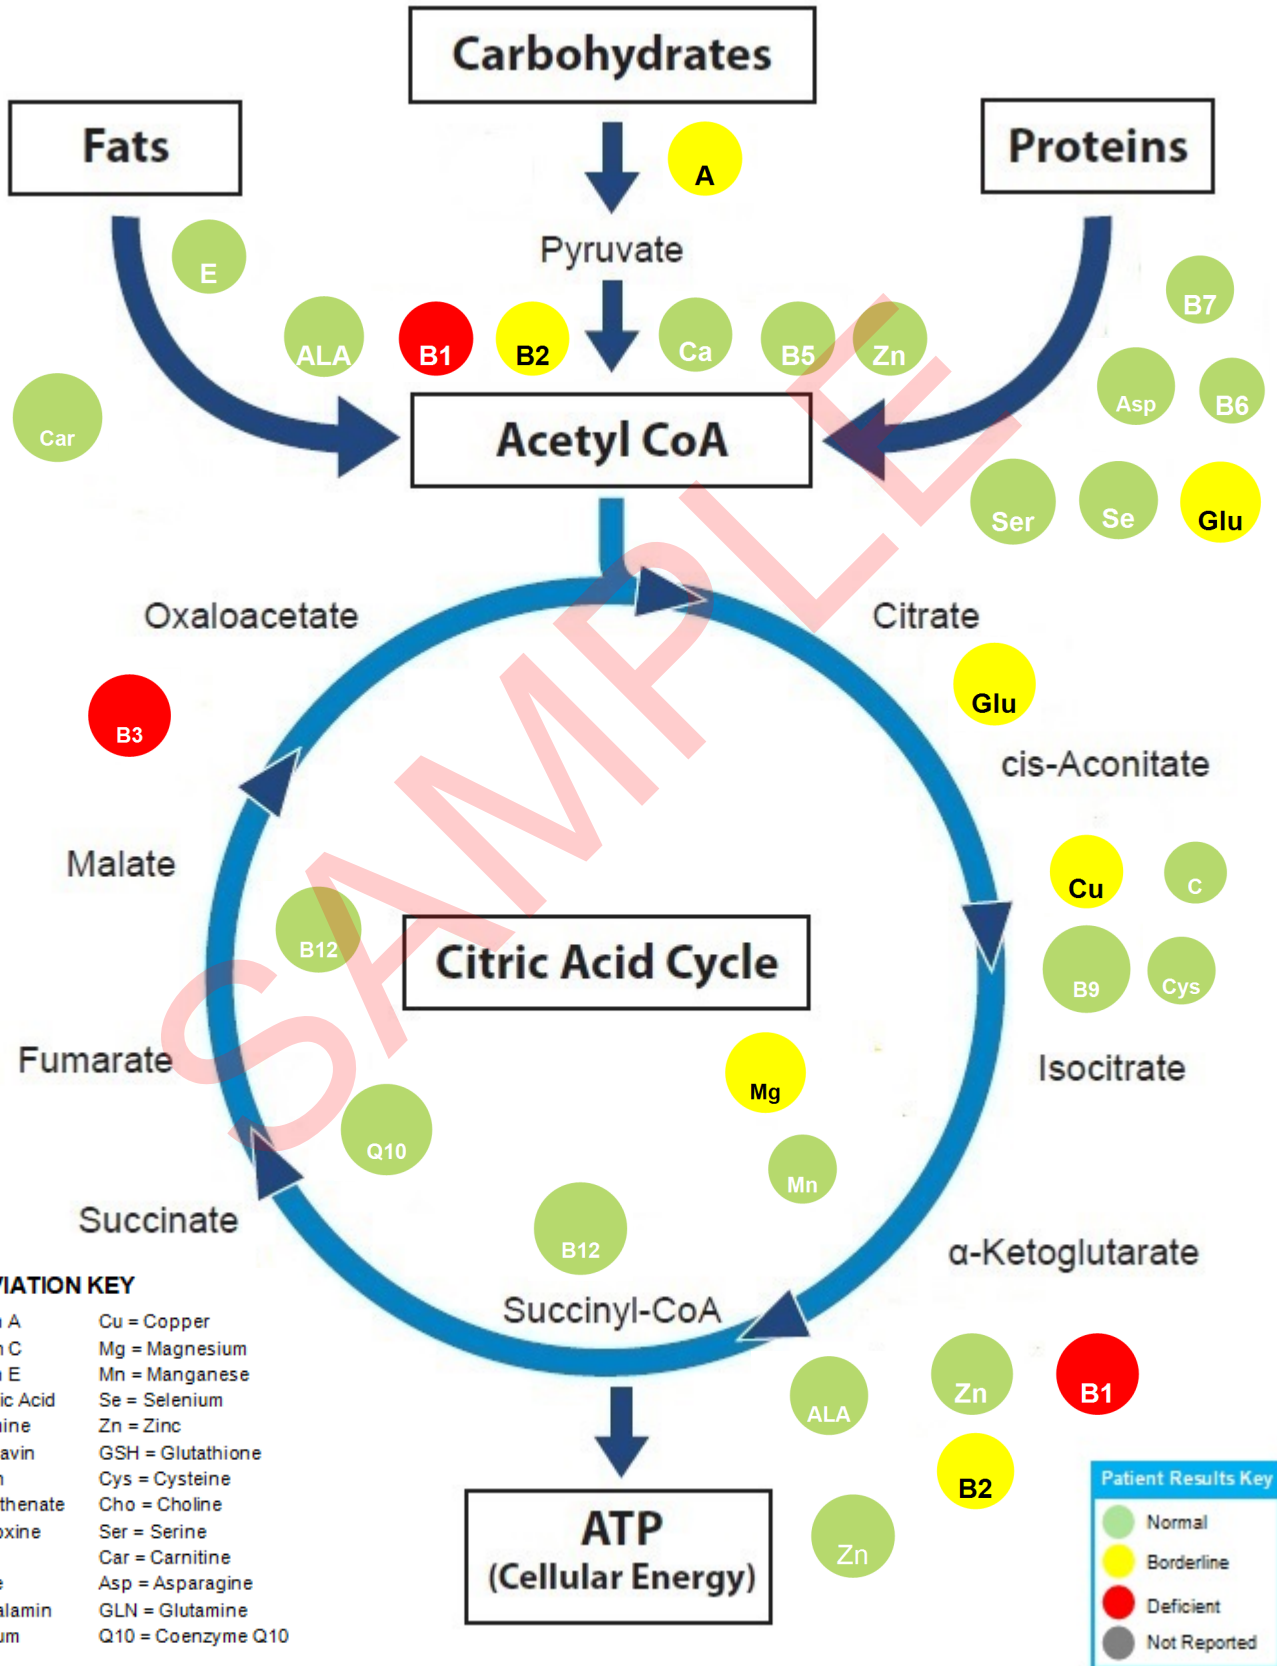 Carbohydrates
Fats
Proteins
A
Pyruvate
E
B7
ALA
B1
B2
Ca
B5
Zn
Asp
B6
Car
Acetyl CoA
Ser
Se
Glu
Oxaloacetate
Citrate
Glu
B3
cis-Aconitate
Malate
Cu
C
B12
Citric Acid Cycle
B9
Cys
Fumarate
Isocitrate
Mg
Q10
Mn
Succinate
B12
α-Ketoglutarate
Succinyl-CoA
ALA
Zn
B1
B2
Zn
ATP
(Cellular Energy)
SAMPLE
VIATION KEY
A
C
E
ic Acid
ine
avin
n
thenate
oxine
e
alamin
um
Cu = Copper
Mg = Magnesium
Mn = Manganese
Se = Selenium
Zn = Zinc
GSH = Glutathione
Cys = Cysteine
Cho = Choline
Ser = Serine
Car = Carnitine
Asp = Asparagine
GLN = Glutamine
Q10 = Coenzyme Q10
Patient Results Key
Normal
Borderline
Deficient
Not Reported